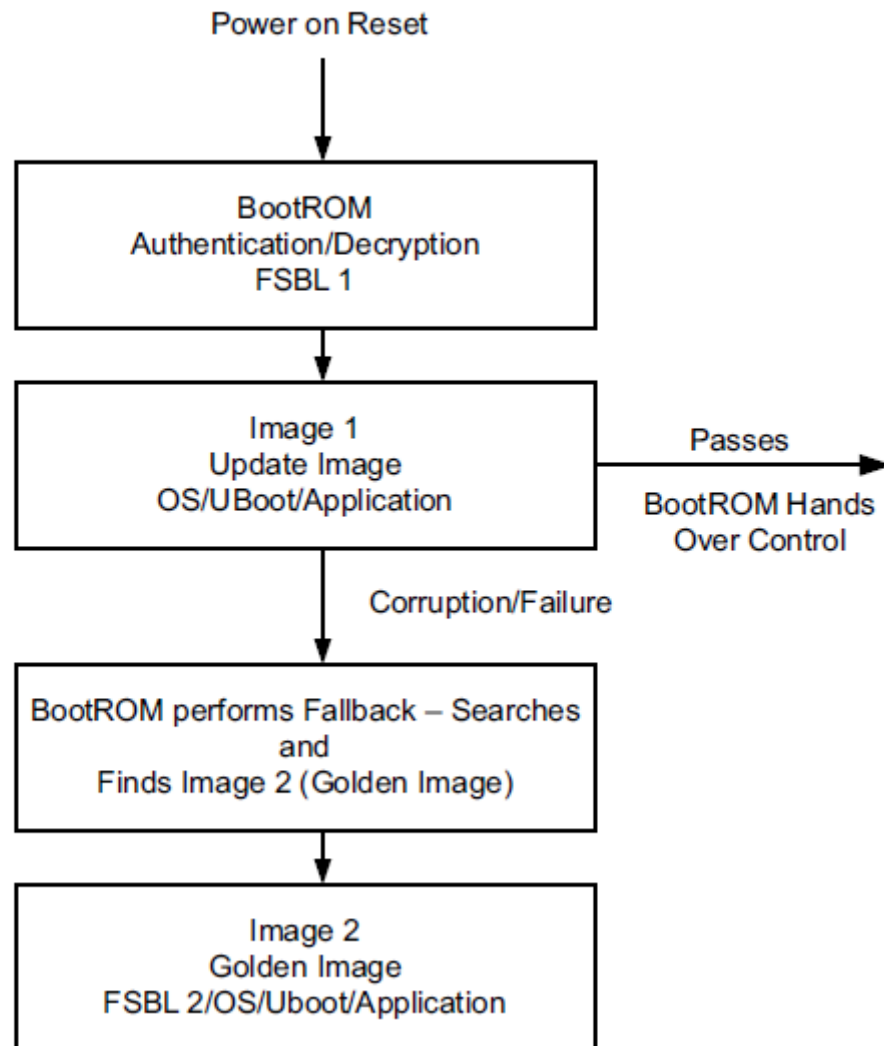 Power on Reset
BootROM
Authentication/Decryption
FSBL 1
Image 1
Update Image
OS/UBoot/Application
Passes
BootROM Hands
Over Control
Corruption/Failure
BootROM performs Fallback – Searches
and
Finds Image 2 (Golden Image)
Image 2
Golden Image
FSBL 2/OS/Uboot/Application